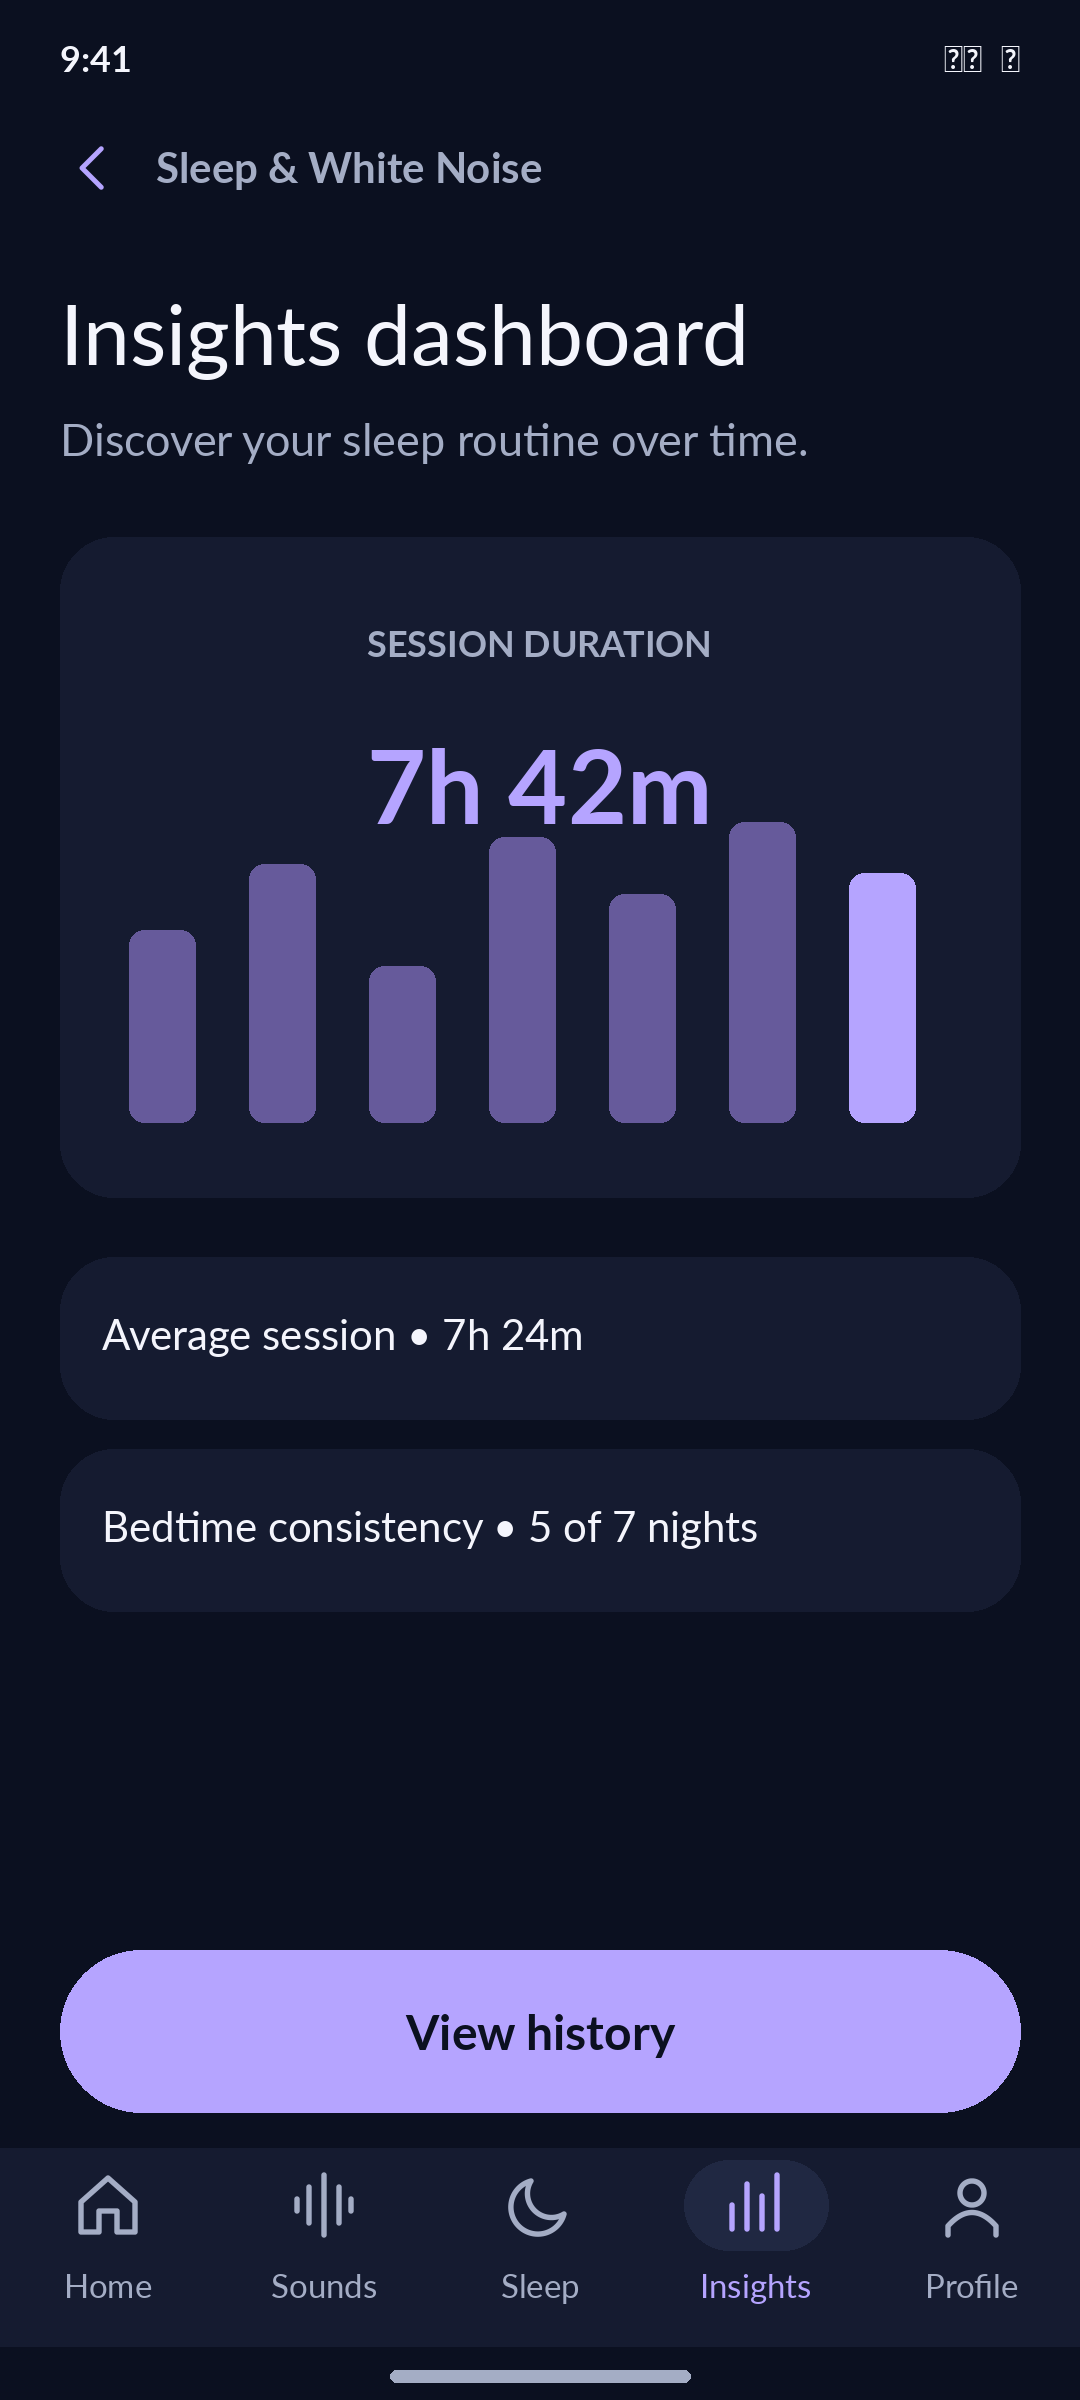 9:41
Sleep & White Noise
Insights dashboard
Discover your sleep routine over time.
SESSION DURATION
7h 42m
Average session • 7h 24m
Bedtime consistency • 5 of 7 nights
View history
Home Sounds Sleep Insights Profile